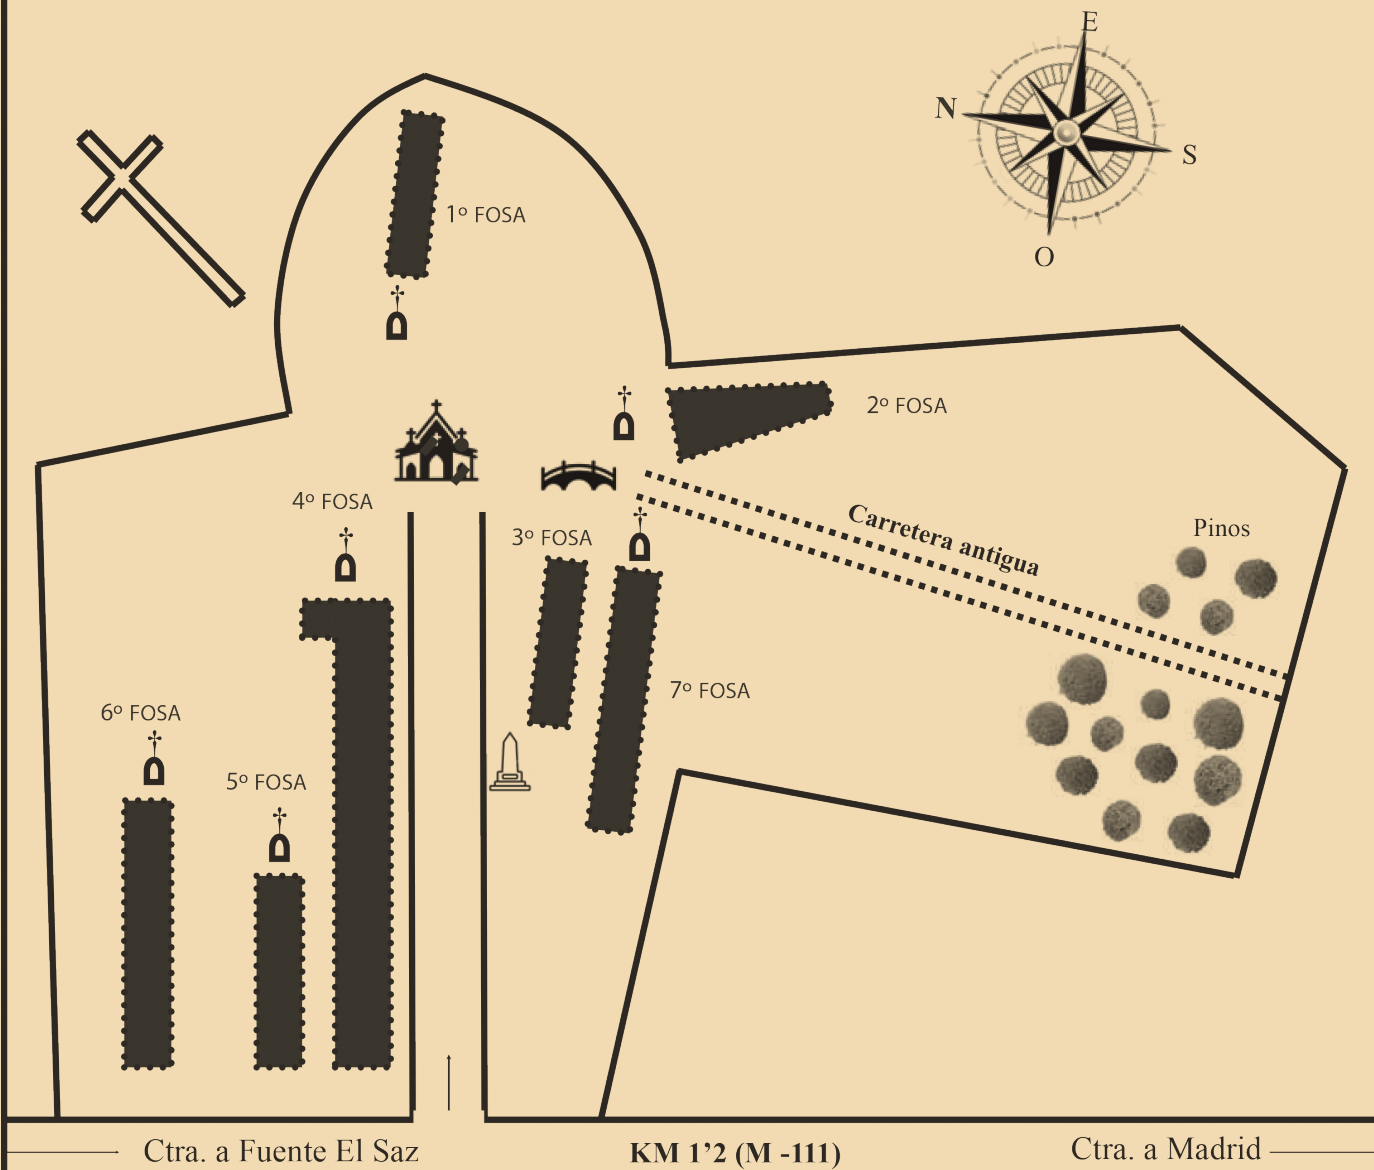 E
N
S
O
1º FOSA
2º FOSA
4º FOSA
3º FOSA
Carretera antigua
Pinos
7º FOSA
6º FOSA
5º FOSA
Ctra. a Fuente El Saz
KM 1’2 (M -111)
Ctra. a Madrid